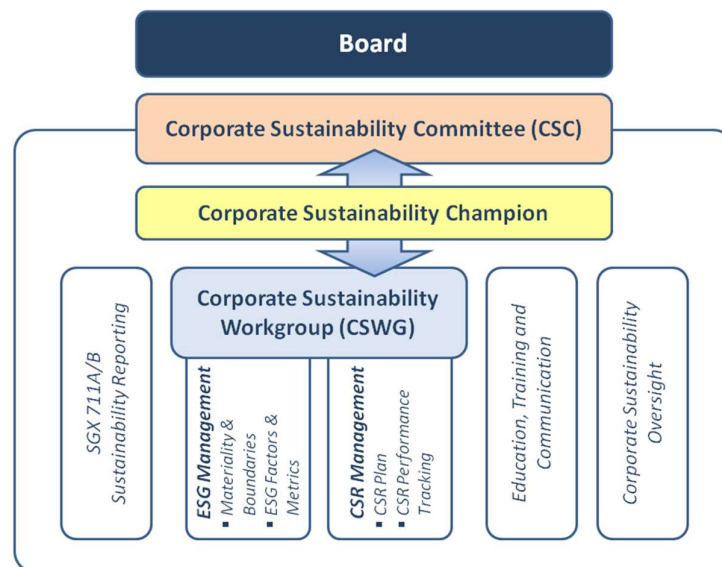 Board
Corporate Sustainability Committee (CSC)
Corporate Sustainability Champion
Corporate Sustainability
Workgroup (CSWG)
SGX 711A/B
Sustainability Reporting
ESG Management
▪ Materiality &
Boundaries
▪ ESG Factors &
Metrics
CSR Management
▪ CSR Plan
▪ CSR Performance
Tracking
Education, Training and
Communication
Corporate Sustainability
Oversight